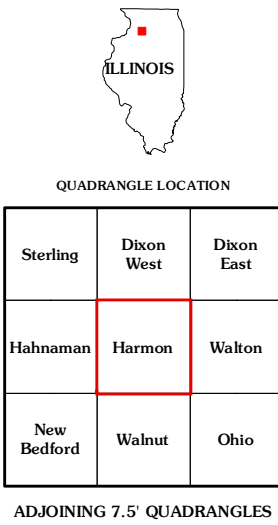 ILLINOIS
QUADRANGLE LOCATION
Sterling
Dixon
West
Dixon
East
Hahnaman
Harmon
Walton
New
Bedford
Walnut
Ohio
ADJOINING 7.5' QUADRANGLES